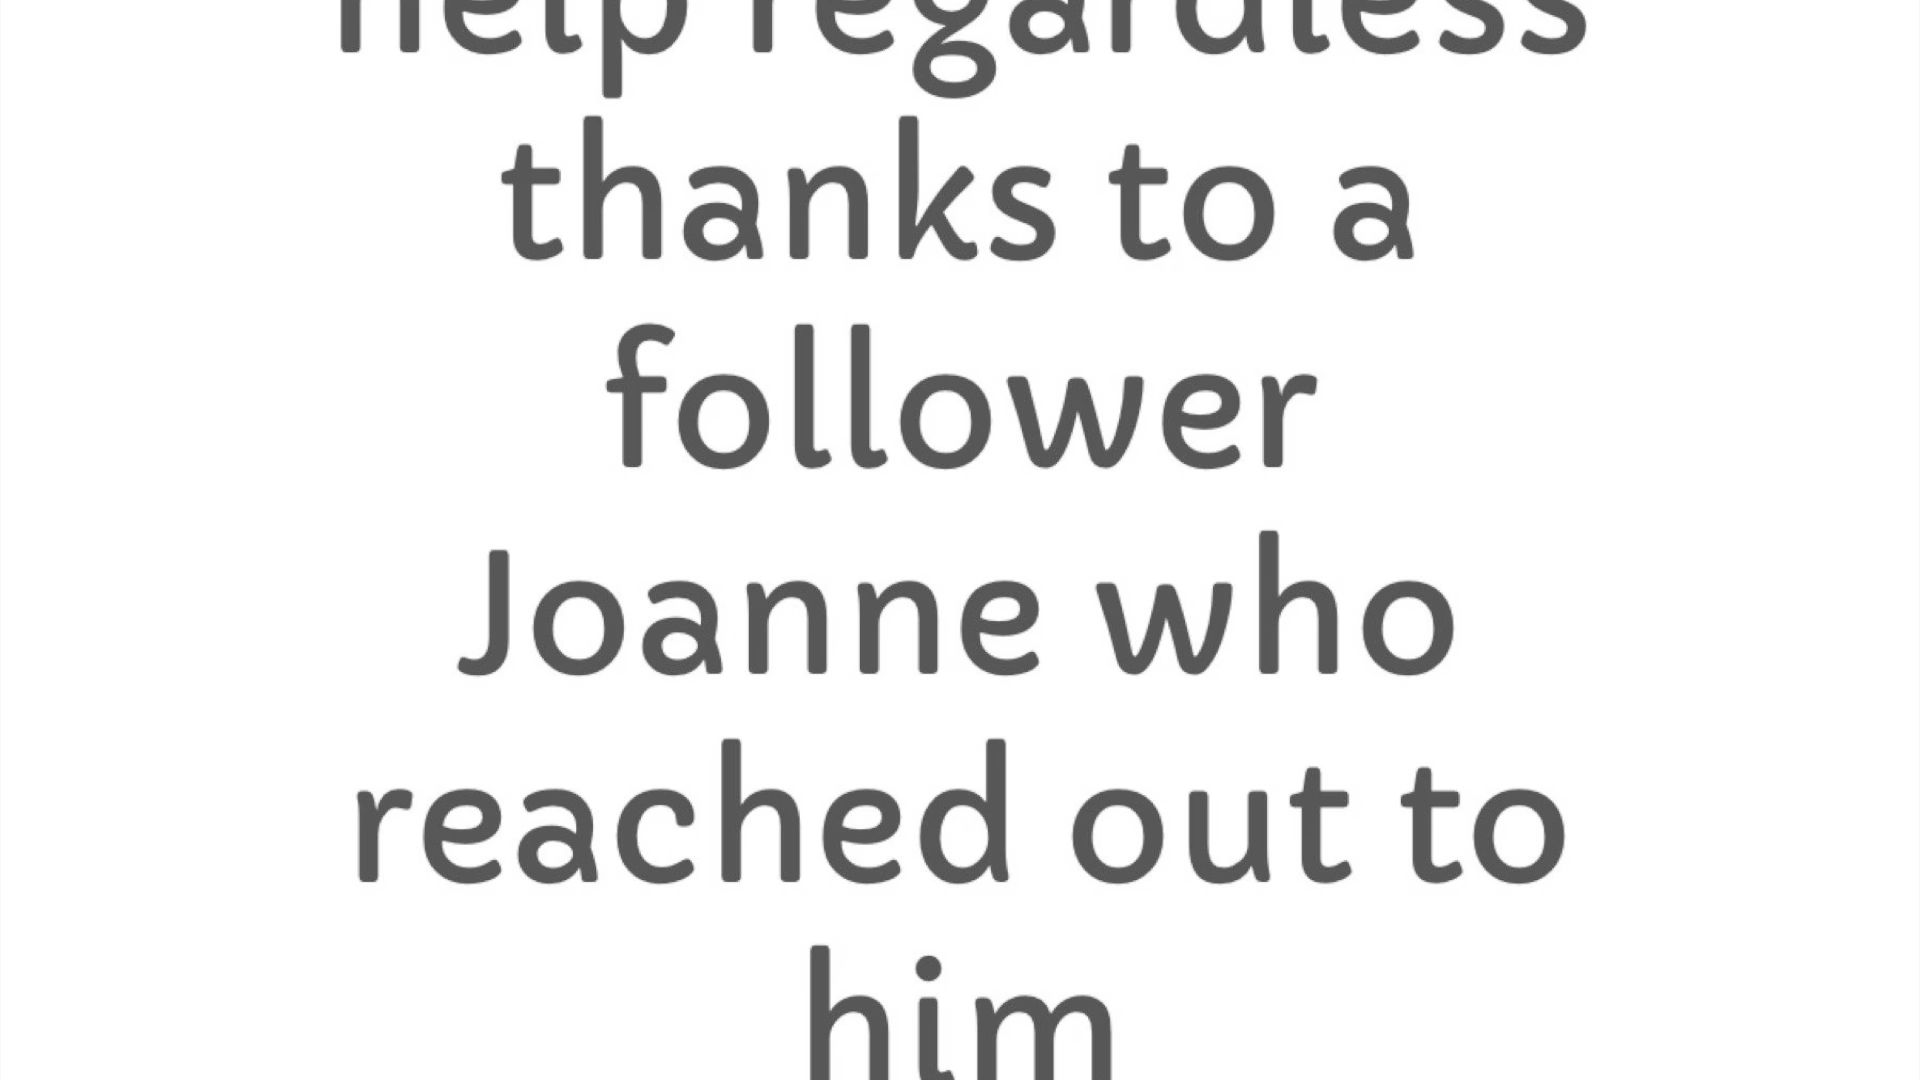 help regardless
thanks to a
follower
Joanne who
reached out to
him